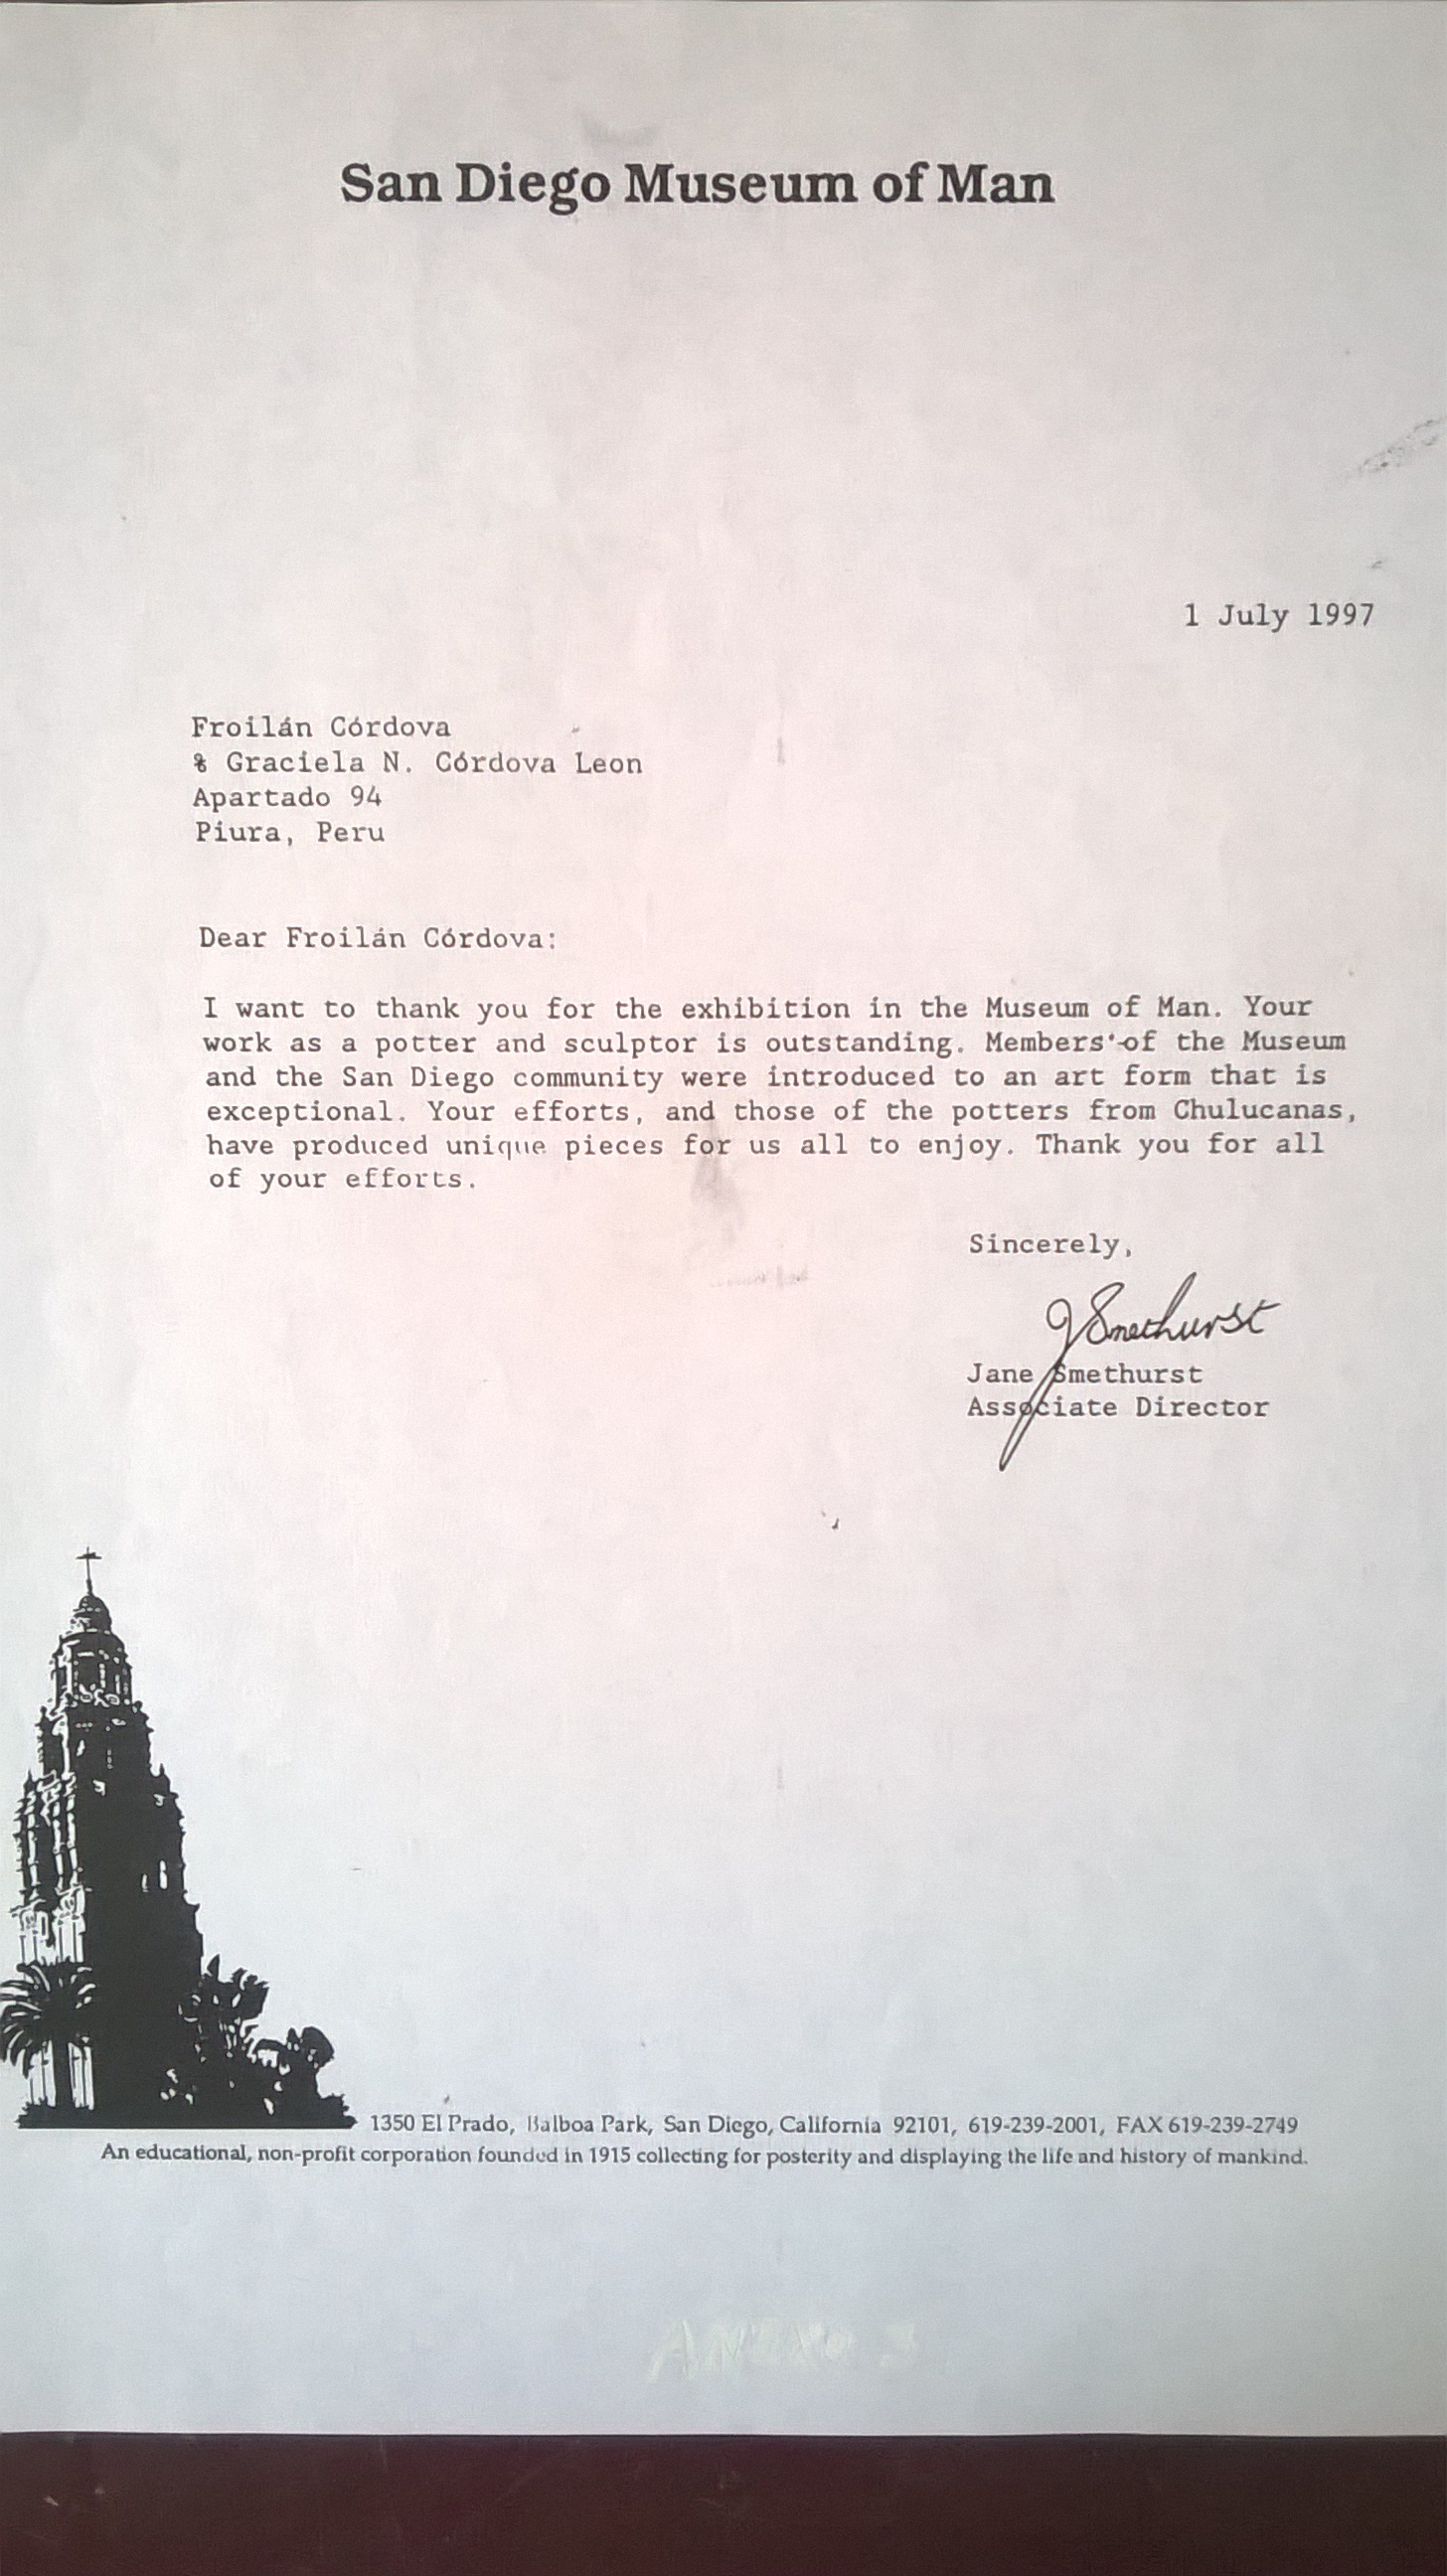 San Diego Museum of Man
1 July 1997
Froilán Córdova
% Graciela N. Córdova Leon
Apartado 94
Piura, Peru
Dear Froilán Córdova:
I want to thank you for the exhibition in the Museum of Man. Your
work as a potter and sculptor is outstanding. Members of the Museum
and the San Diego community were introduced to an art form that is
exceptional. Your efforts, and those of the potters from Chulucanas,
have produced unique pieces for us all to enjoy. Thank you for all
of your efforts.
Sincerely,
JSmethurst
Jane Smethurst
Associate Director
1350 El Prado, Balboa Park, San Diego, California 92101, 619-239-2001, FAX 619-239-2749
An educational, non-profit corporation founded in 1915 collecting for posterity and displaying the life and history of mankind.